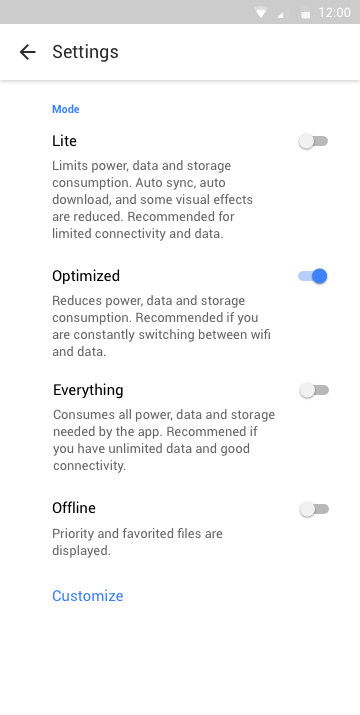 12:00
Settings
Mode
Lite
Limits power, data and storage
consumption. Auto sync, auto
download, and some visual effects
are reduced. Recommended for
limited connectivity and data.
Optimized
Reduces power, data and storage
consumption. Recommended if you
are constantly switching between wifi
and data.
Everything
Consumes all power, data and storage
needed by the app. Recommened if
you have unlimited data and good
connectivity.
Offline
Priority and favorited files are
displayed.
Customize